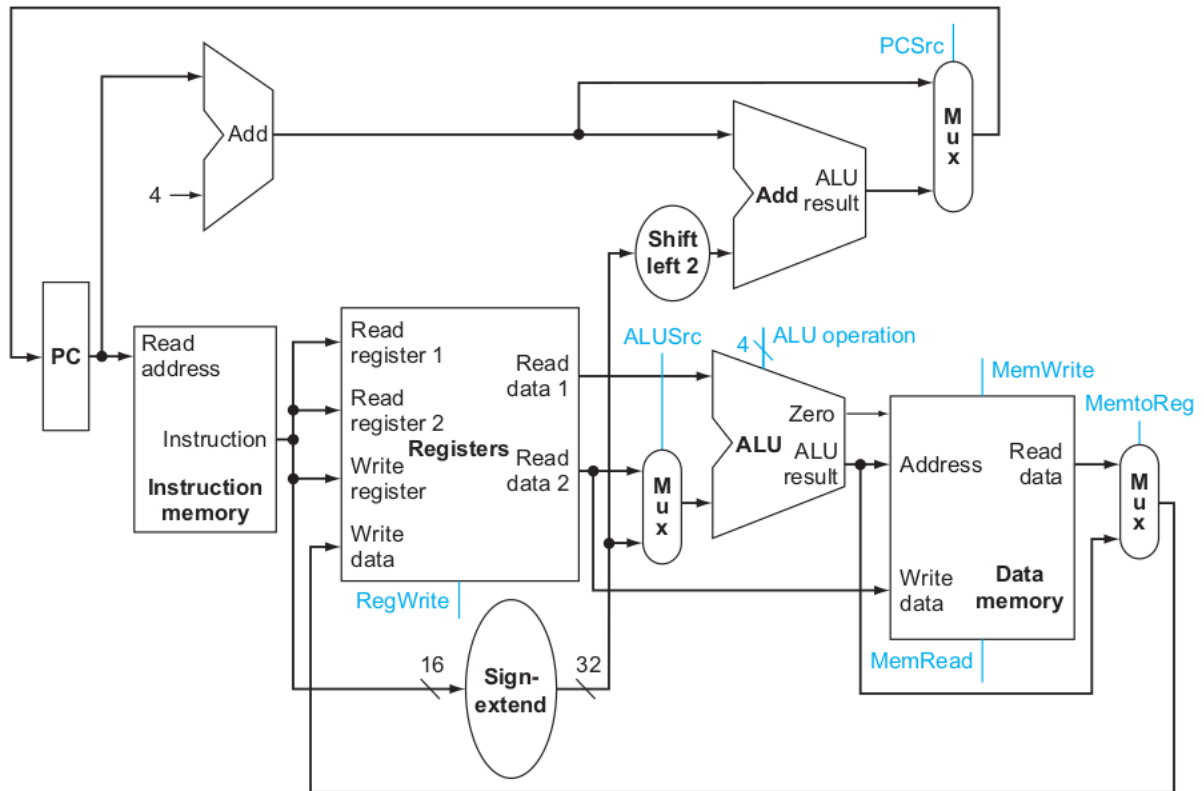 PCSrc
M
u
x
Add
4
Add
ALU
result
Shift
left 2
PC
Read
address
Instruction
Instruction
memory
Read
register 1
Read
register 2
Write
register
Write
data
Registers
Read
data 1
Read
data 2
RegWrite
16
Sign-
extend
32
ALUSrc
M
u
x
4
ALU operation
Zero
ALU
ALU
result
MemWrite
Address
Read
data
Write
data
Data
memory
MemRead
MemtoReg
M
u
x